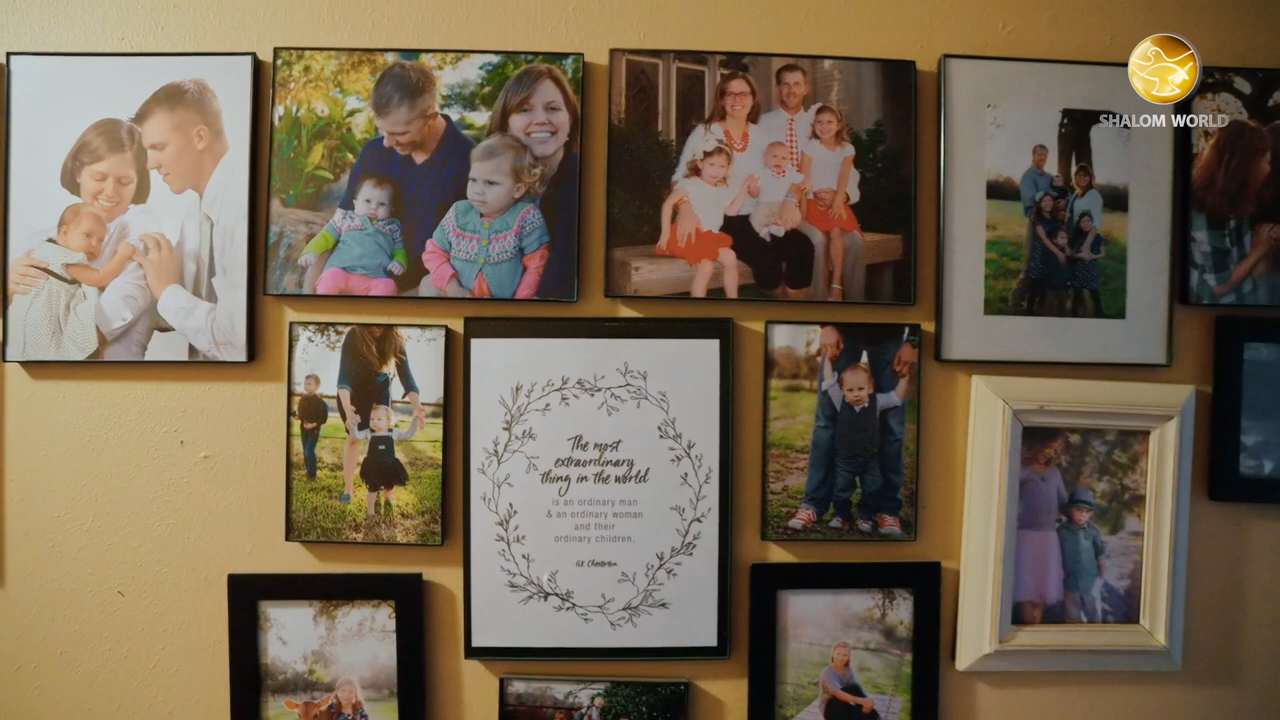 SHALOM WORLD
The most
extraordinary
thing in the world
is an ordinary man
& an ordinary woman
and their
ordinary children.
- G.K. Chesterton